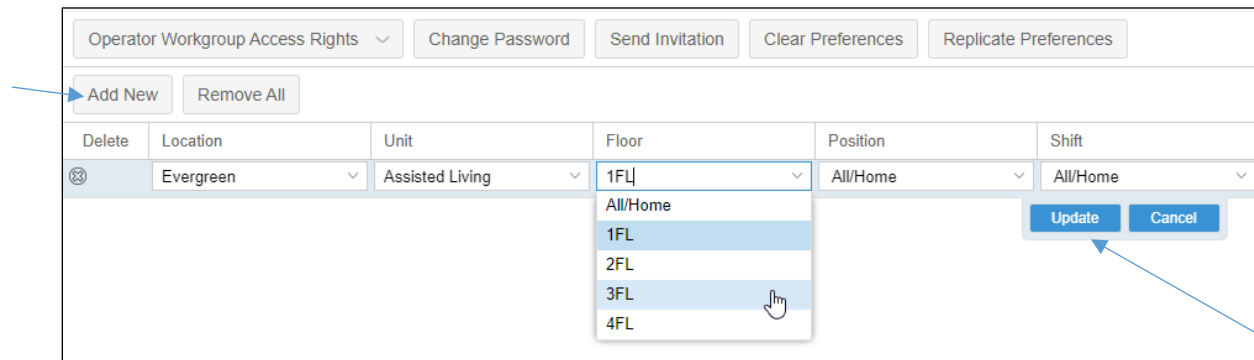 Operator Workgroup Access Rights Change Password Send Invitation Clear Preferences Replicate Preferences
Add New Remove All
Delete Location Unit Floor Position Shift
Evergreen Assisted Living 1FL All/Home All/Home
All/Home
1FL
2FL
3FL
4FL
Update Cancel